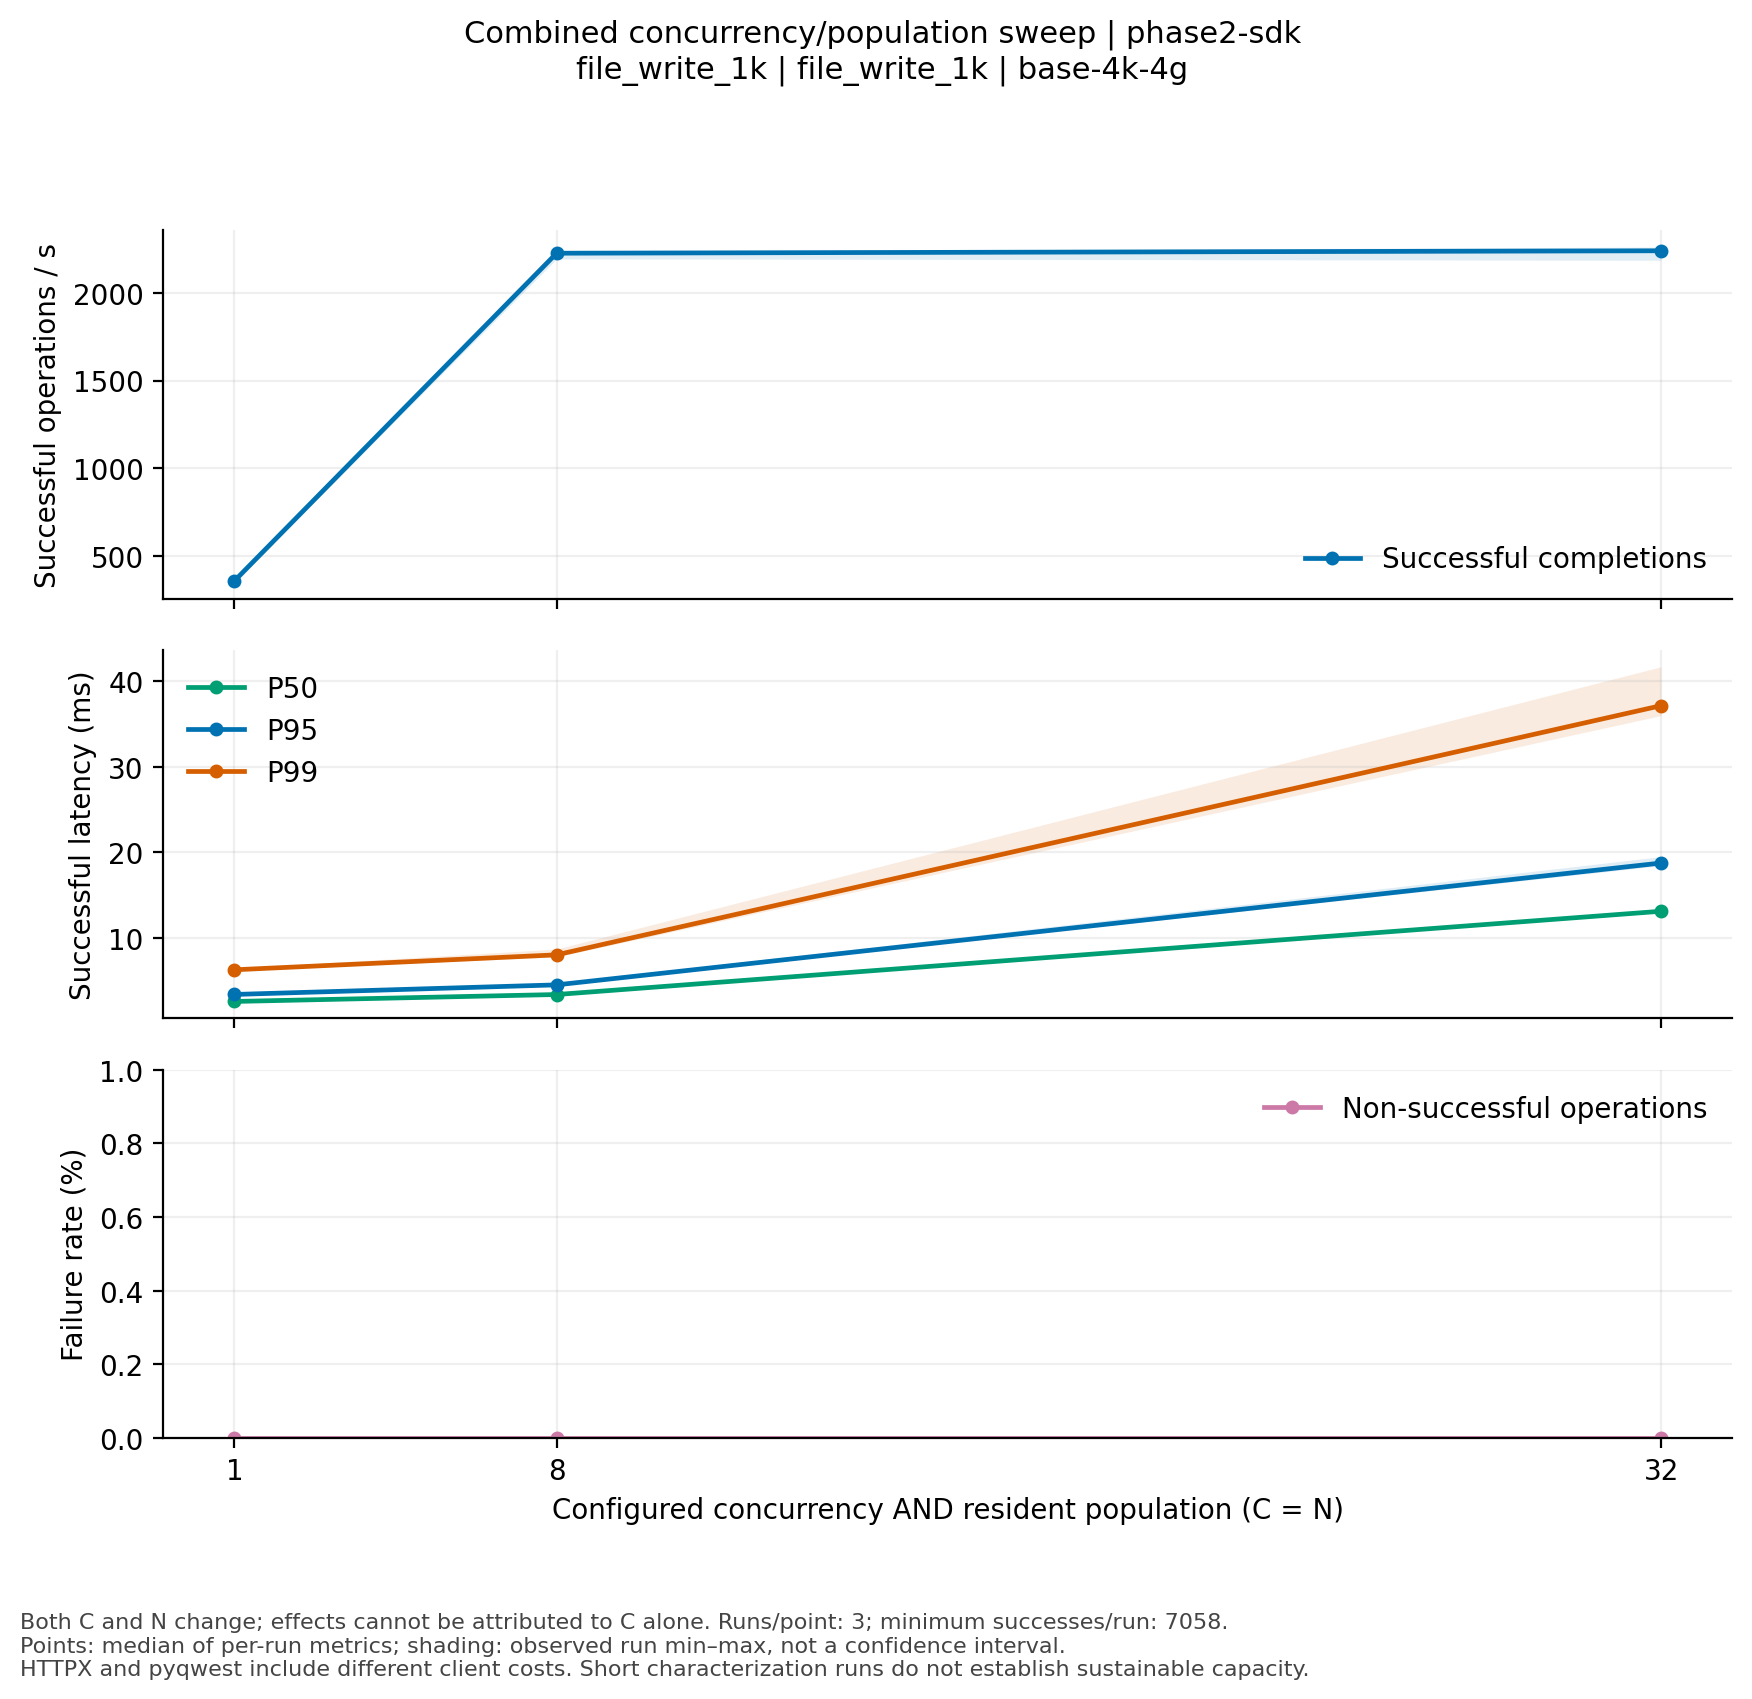 Combined concurrency/population sweep | phase2-sdk
file_write_1k | file_write_1k | base-4k-4g
Successful operations / s
2000
1500
1000
500
Successful completions
Successful latency (ms)
40
30
20
10
P50
P95
P99
Failure rate (%)
1.0
0.8
0.6
0.4
0.2
0.0
Non-successful operations
1
8
32
Configured concurrency AND resident population (C = N)
Both C and N change; effects cannot be attributed to C alone. Runs/point: 3; minimum successes/run: 7058.
Points: median of per-run metrics; shading: observed run min–max, not a confidence interval.
HTTPX and pyqwest include different client costs. Short characterization runs do not establish sustainable capacity.